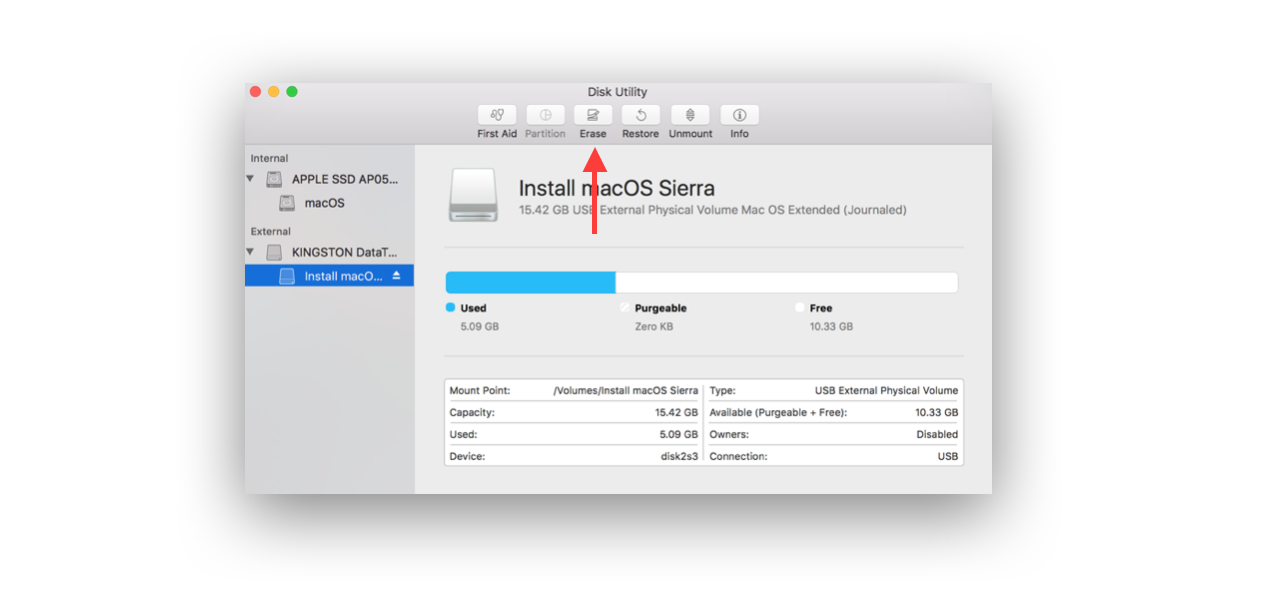 Disk Utility
First Aid Partition Erase Restore Unmount Info
Internal
APPLE SSD AP05...
macOS
External
KINGSTON DataT...
Install macO...
Install macOS Sierra
15.42 GB USB External Physical Volume Mac OS Extended (Journaled)
Used Purgeable Free
5.09 GB Zero KB 10.33 GB
Mount Point: /Volumes/Install macOS Sierra Type: USB External Physical Volume
Capacity: 15.42 GB Available (Purgeable + Free): 10.33 GB
Used: 5.09 GB Owners: Disabled
Device: disk2s3 Connection: USB